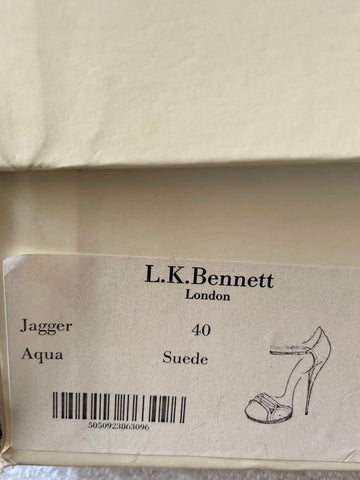 L.K.Bennett
London
Jagger 40
Aqua Suede
5050923863096